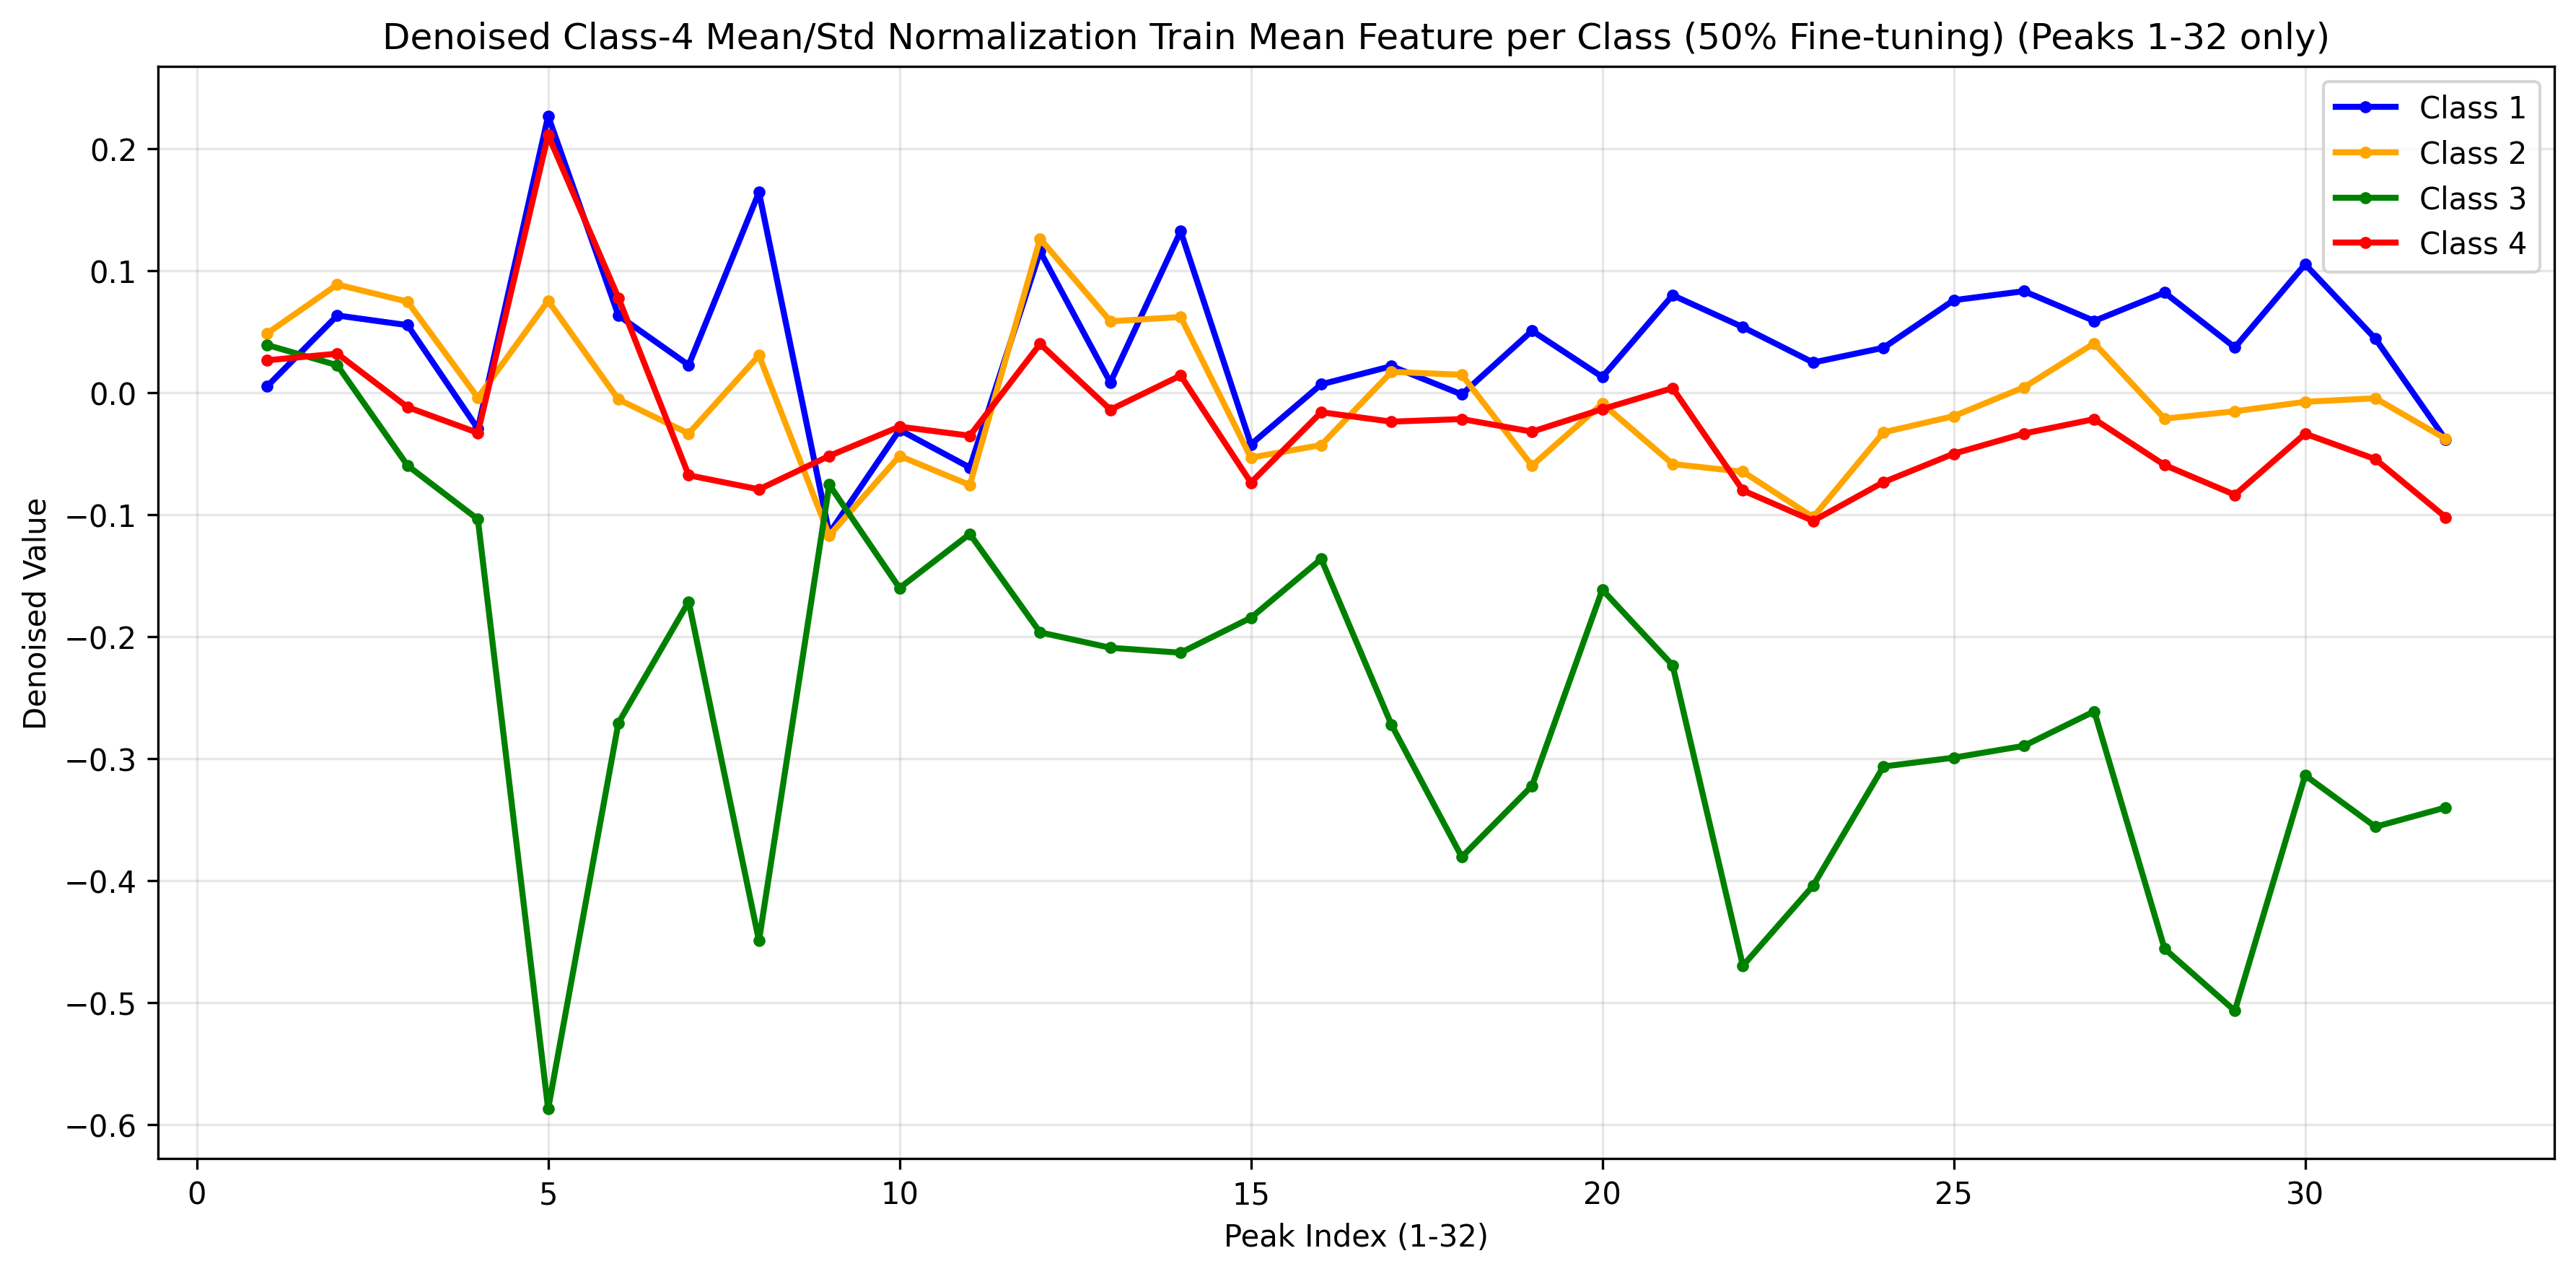 Denoised Class-4 Mean/Std Normalization Train Mean Feature per Class (50% Fine-tuning) (Peaks 1-32 only)
Class 1
Class 2
Class 3
Class 4
Denoised Value
0.2
0.1
0.0
−0.1
−0.2
−0.3
−0.4
−0.5
−0.6
0
5
10
15
20
25
30
Peak Index (1-32)